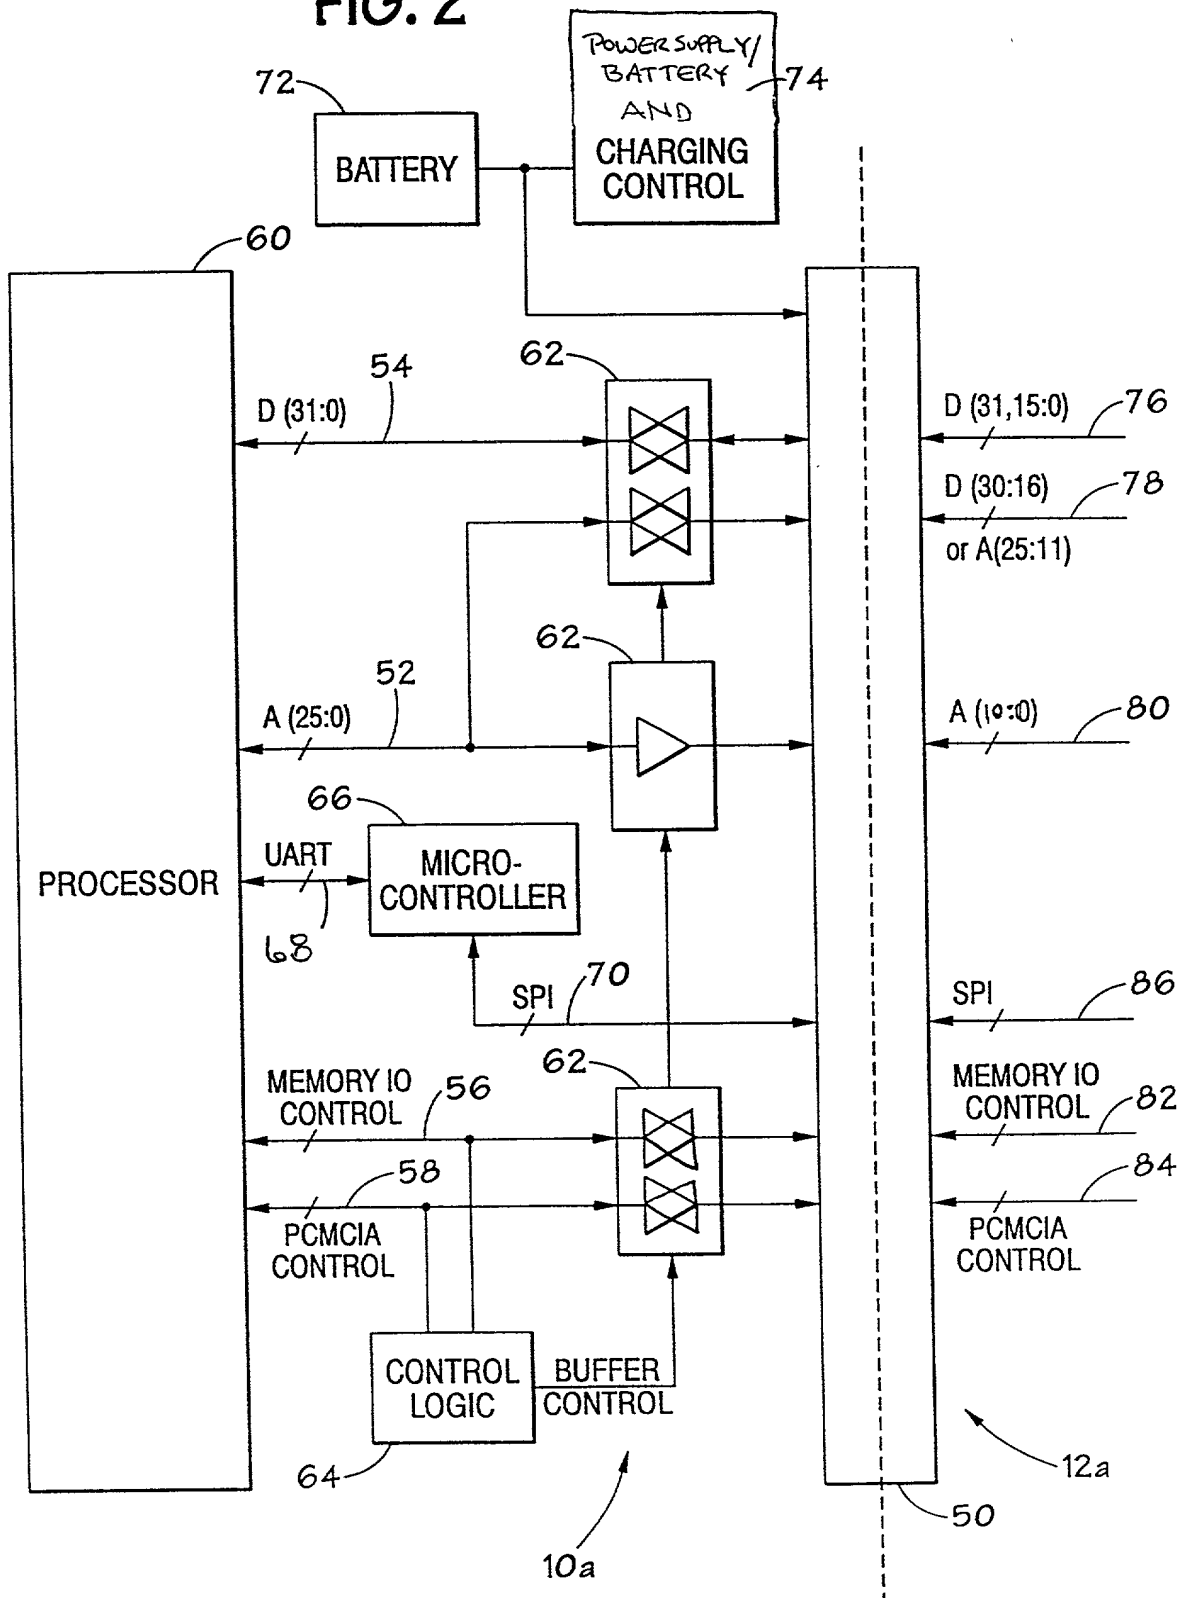 FIG. 2
POWER SUPPLY/
BATTERY
AND
CHARGING
CONTROL
74
72
BATTERY
60
PROCESSOR
62
54
D (31:0)
D (31,15:0)
76
D (30:16)
78
or A(25:11)
62
52
A (25:0)
A (10:0)
80
66
UART
MICRO-
CONTROLLER
68
70
SPI
SPI
86
62
MEMORY IO
CONTROL
56
MEMORY IO
CONTROL
82
58
84
PCMCIA
CONTROL
PCMCIA
CONTROL
CONTROL
LOGIC
BUFFER
CONTROL
64
10a
12a
50